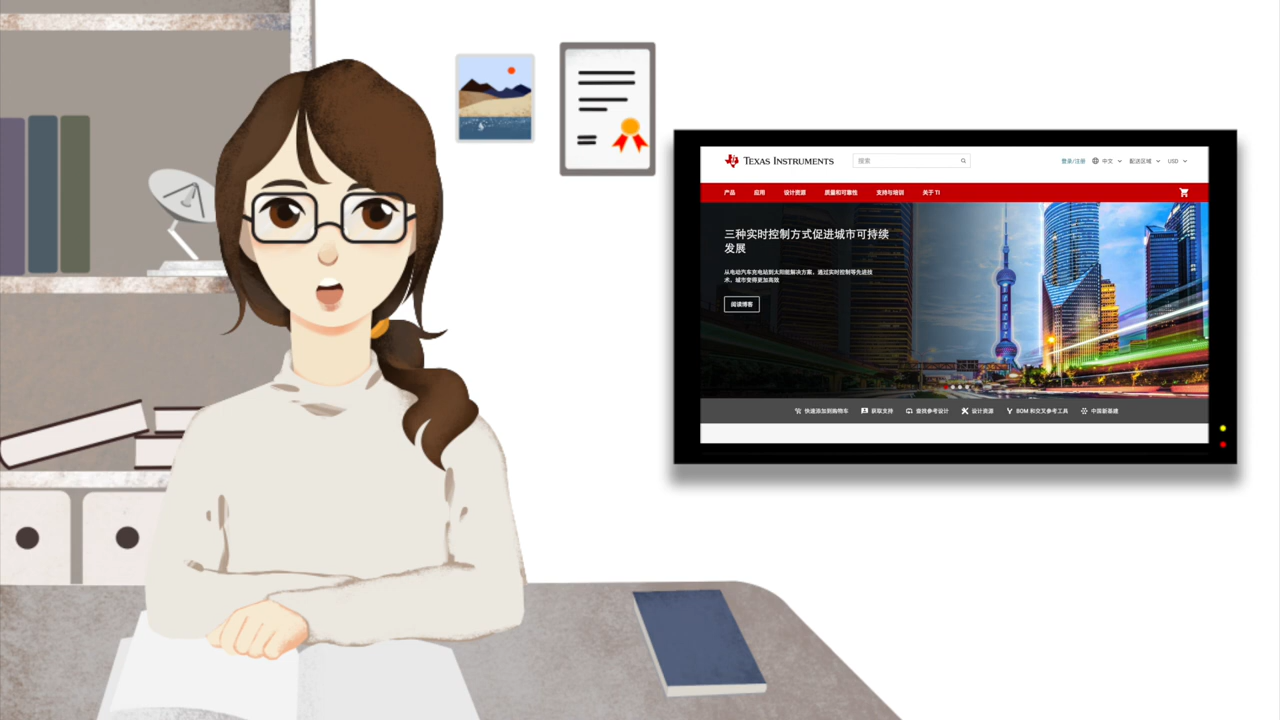 TEXAS INSTRUMENTS
搜索
登录/注册
中文
配送区域
USD
产品
应用
设计资源
质量和可靠性
支持与培训
关于 TI
三种实时控制方式促进城市可持续
发展
从电动汽车充电站到太阳能解决方案，通过实时控制等先进技
术，城市变得更加高效
阅读博客
快速添加到购物车
获取支持
查找参考设计
设计资源
BOM 和交叉参考工具
中国新基建